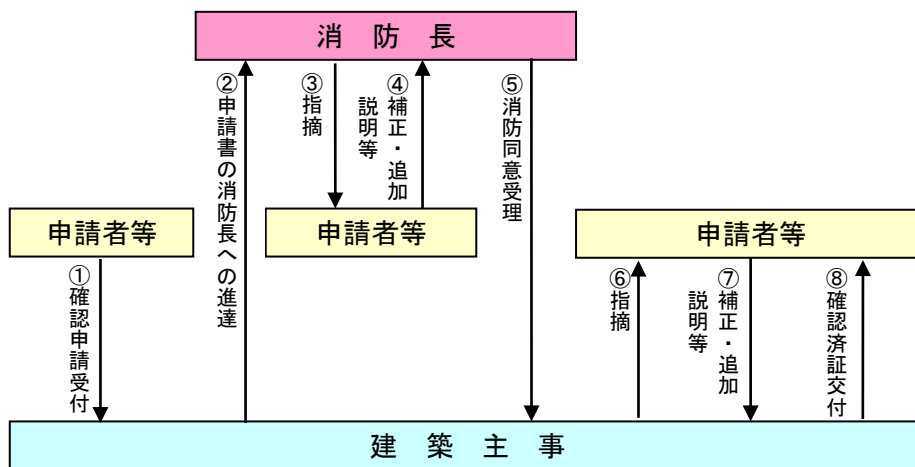 消防長
②申請書の消防長への進達
③指摘
④補正・追加
説明等
⑤消防同意受理
申請者等
申請者等
申請者等
①確認申請受付
⑥指摘
⑦補正・追加
説明等
⑧確認済証交付
建築主事